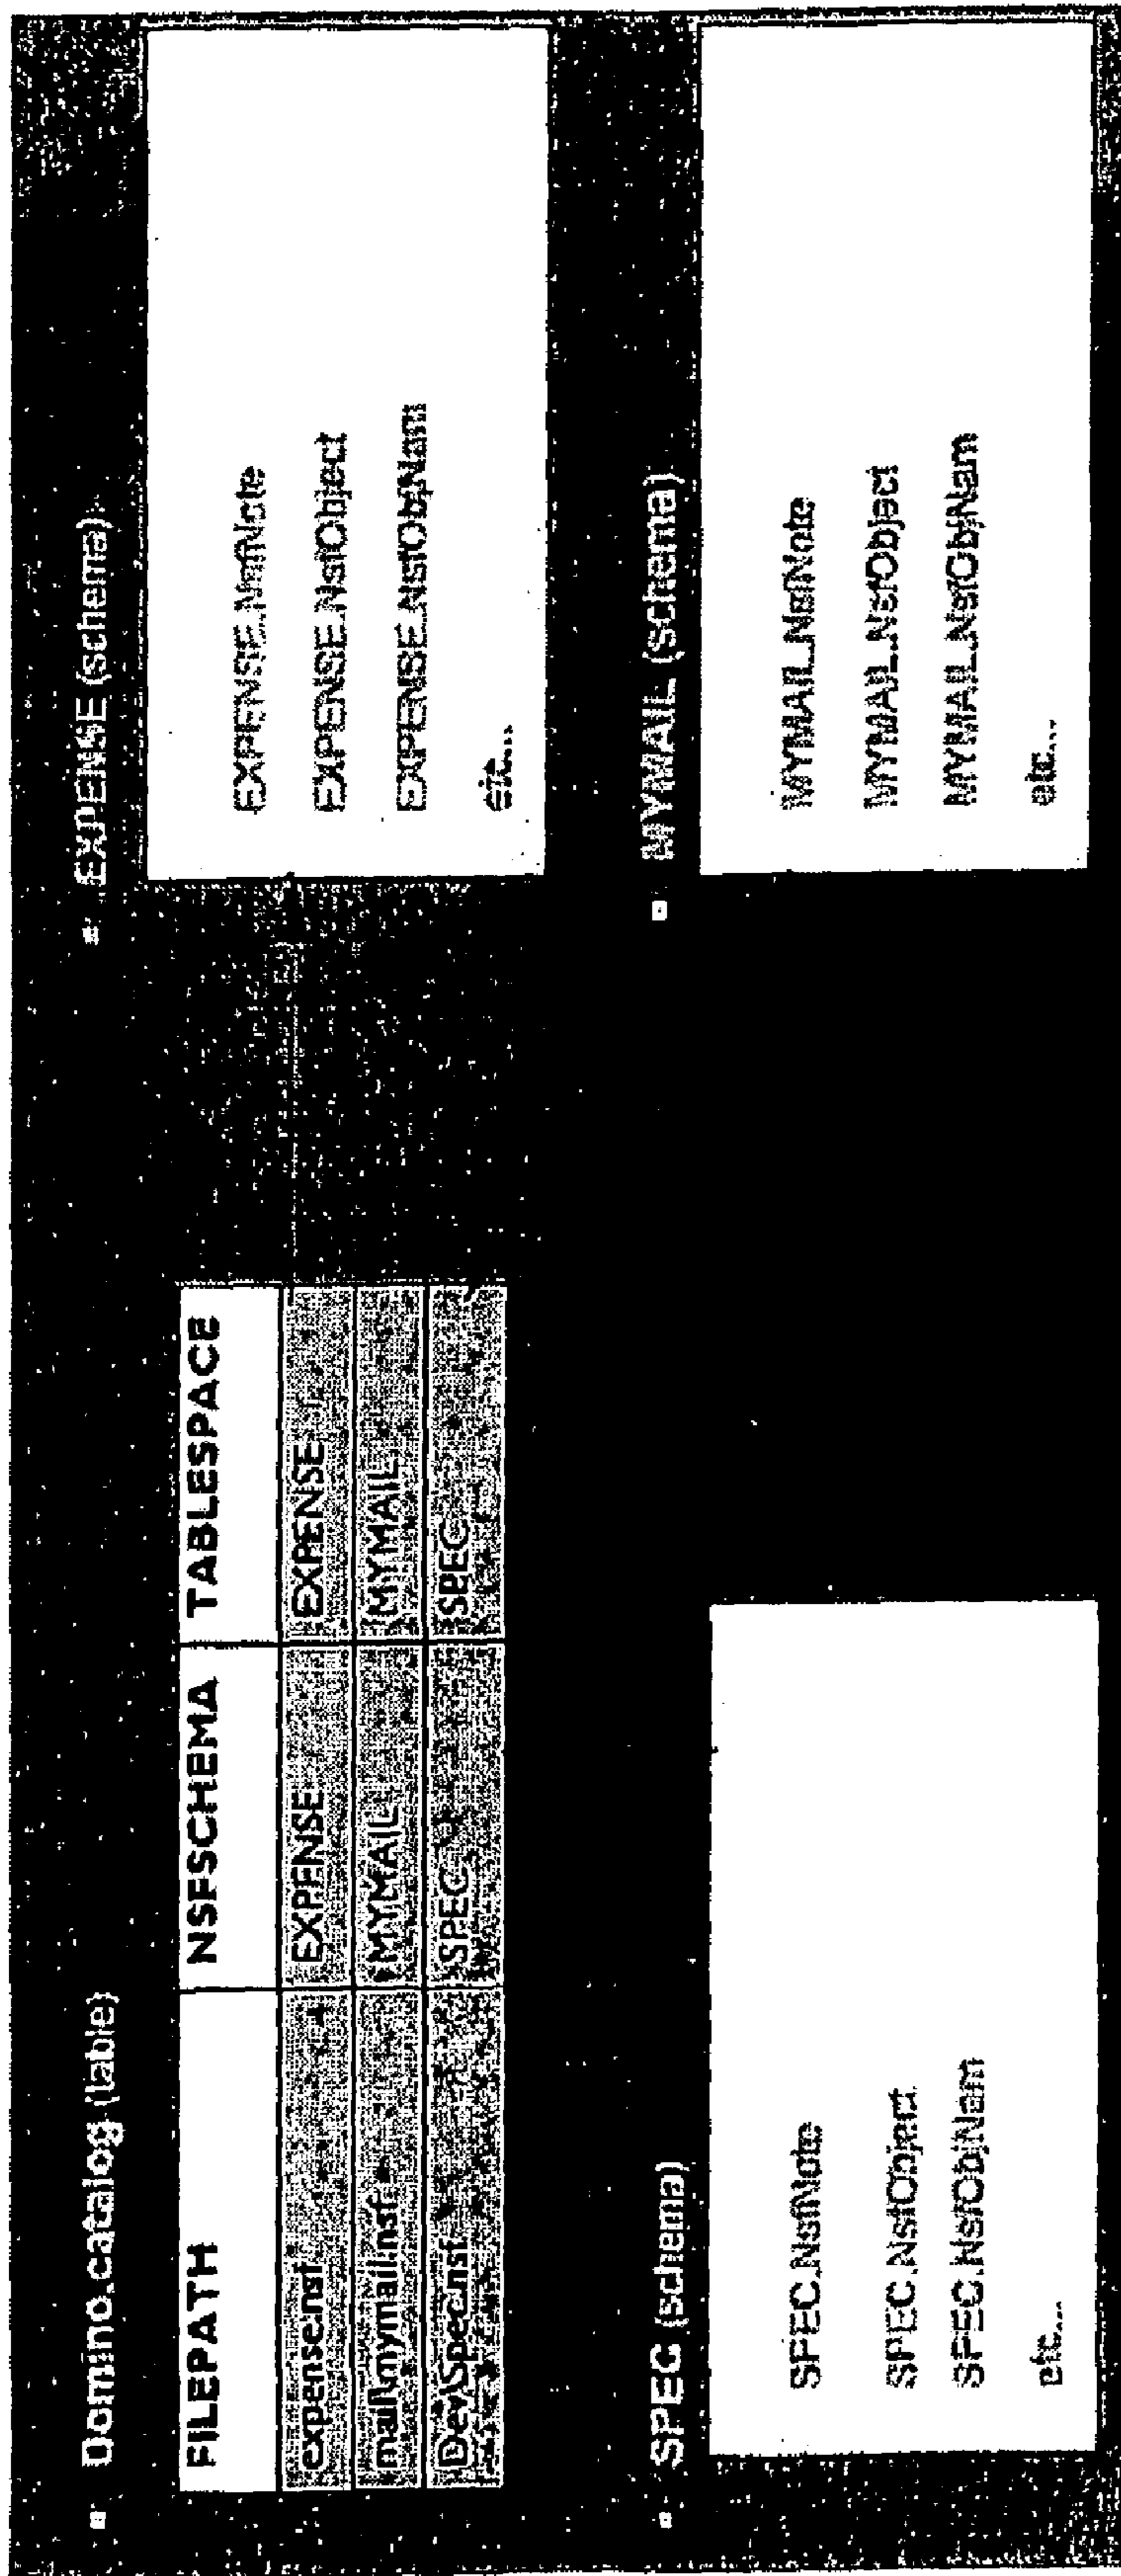 Domino.catalog (table)
FILEPATH NSFSCHEMA TABLESPACE
expense.nsf EXPENSE EXPENSE
mail\mymail.nsf MYMAIL MYMAIL
Dev\Spec.nsf SPEC SPEC
EXPENSE (schema)
EXPENSE.NsfNote
EXPENSE.NsfObject
EXPENSE.NsfObjNam
etc...
SPEC (schema)
SPEC.NsfNote
SPEC.NsfObject
SPEC.NsfObjNam
etc...
MYMAIL (schema)
MYMAIL.NsfNote
MYMAIL.NsfObject
MYMAIL.NsfObjNam
etc...